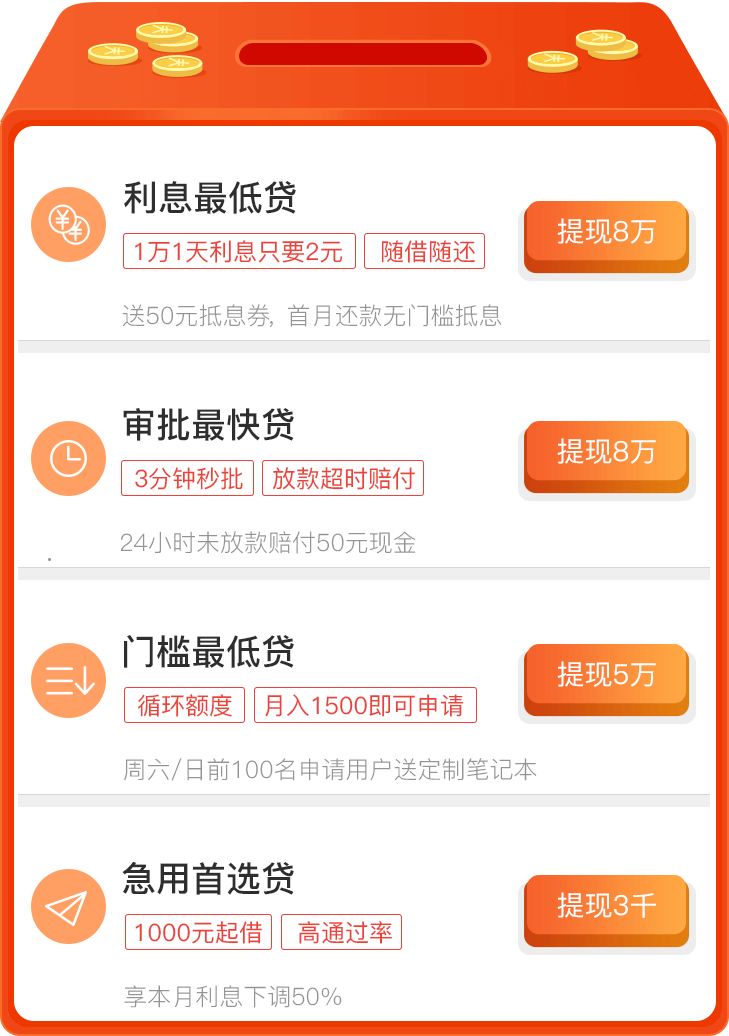 利息最低贷
1万1天利息只要2元 随借随还
提现8万
送50元抵息券, 首月还款无门槛抵息
审批最快贷
3分钟秒批 放款超时赔付
提现8万
24小时未放款赔付50元现金
门槛最低贷
循环额度 月入1500即可申请
提现5万
周六/日前100名申请用户送定制笔记本
急用首选贷
1000元起借 高通过率
提现3千
享本月利息下调50%